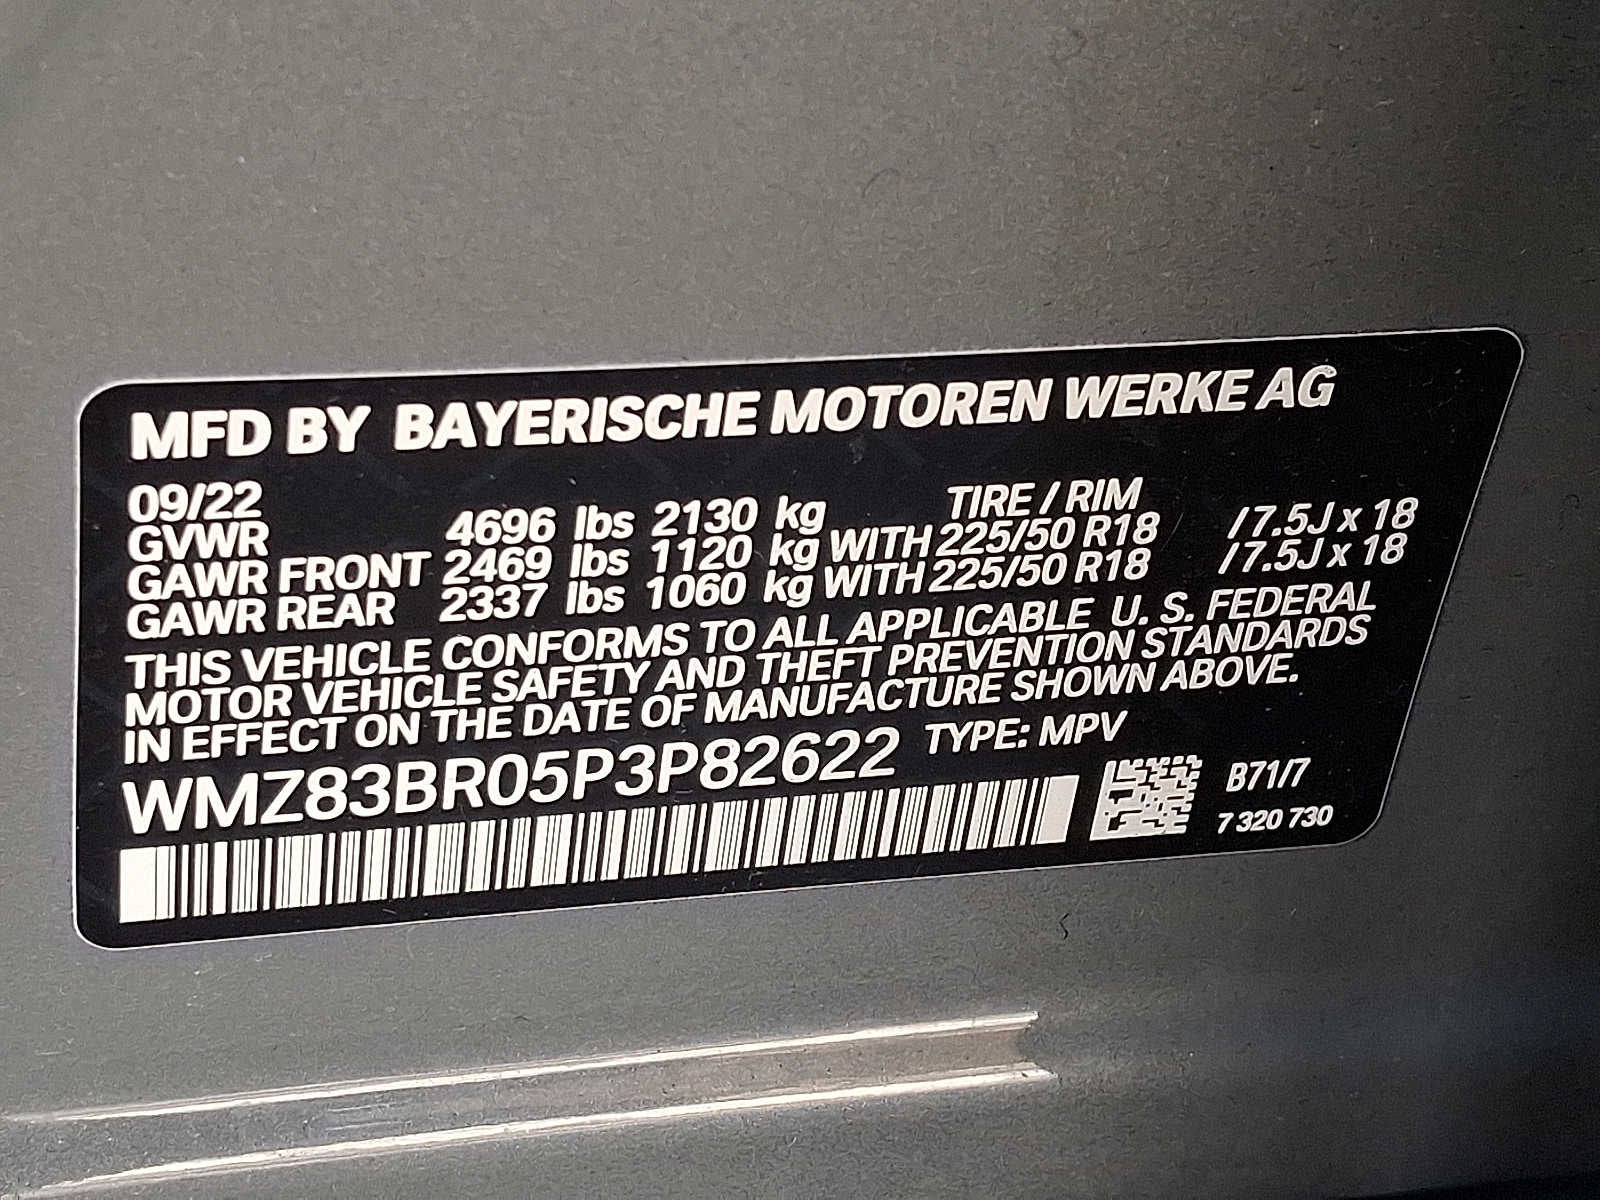 MFD BY BAYERISCHE MOTOREN WERKE AG
09/22 TIRE / RIM
GVWR 4696 lbs 2130 kg
GAWR FRONT 2469 lbs 1120 kg WITH 225/50 R18 /7.5J x 18
GAWR REAR 2337 lbs 1060 kg WITH 225/50 R18 /7.5J x 18
THIS VEHICLE CONFORMS TO ALL APPLICABLE U. S. FEDERAL
MOTOR VEHICLE SAFETY AND THEFT PREVENTION STANDARDS
IN EFFECT ON THE DATE OF MANUFACTURE SHOWN ABOVE.
WMZ83BR05P3P82622 TYPE: MPV
B71/7
7 320 730